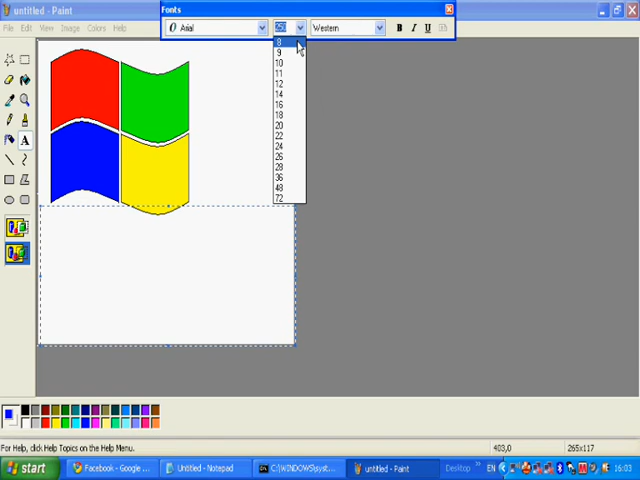 untitled - Paint
Fonts
File Edit View Image Colors Help
Arial
Western
B I U
8
9
10
11
12
14
16
18
20
22
24
26
28
36
48
72
A
For Help, click Help Topics on the Help Menu.
403,0
265x117
start
Facebook - Google ...
Untitled - Notepad
C:\WINDOWS\syst...
untitled - Paint
Desktop
EN
16:03